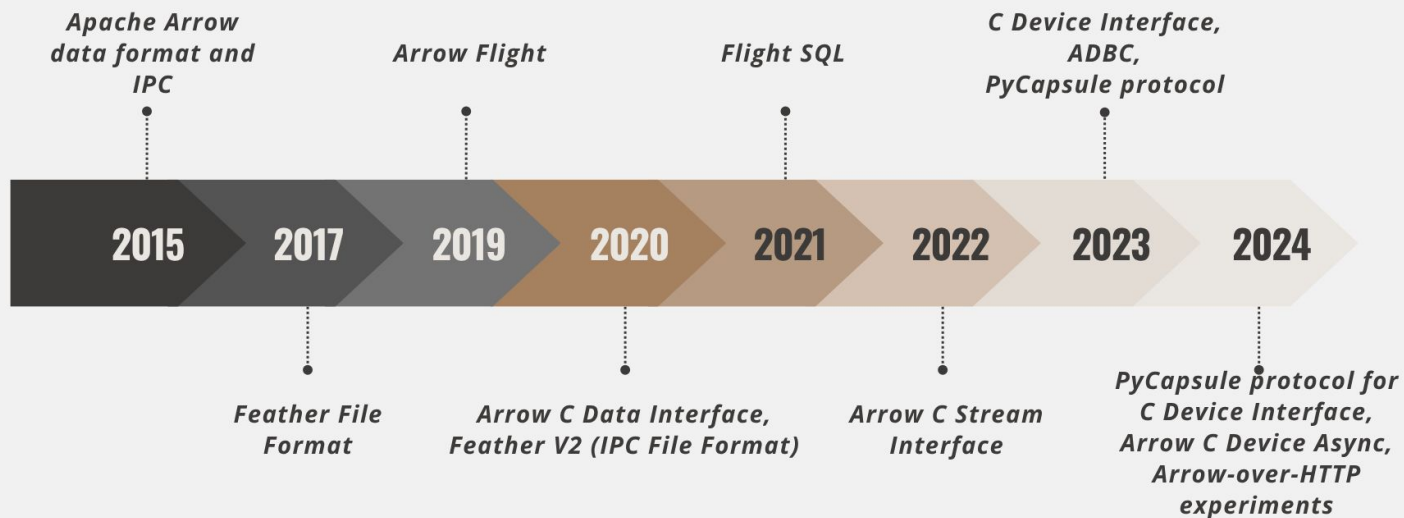 Apache Arrow
data format and
IPC
Arrow Flight
Flight SQL
C Device Interface,
ADBC,
PyCapsule protocol
2015
2017
2019
2020
2021
2022
2023
2024
Feather File
Format
Arrow C Data Interface,
Feather V2 (IPC File Format)
Arrow C Stream
Interface
PyCapsule protocol for
C Device Interface,
Arrow C Device Async,
Arrow-over-HTTP
experiments